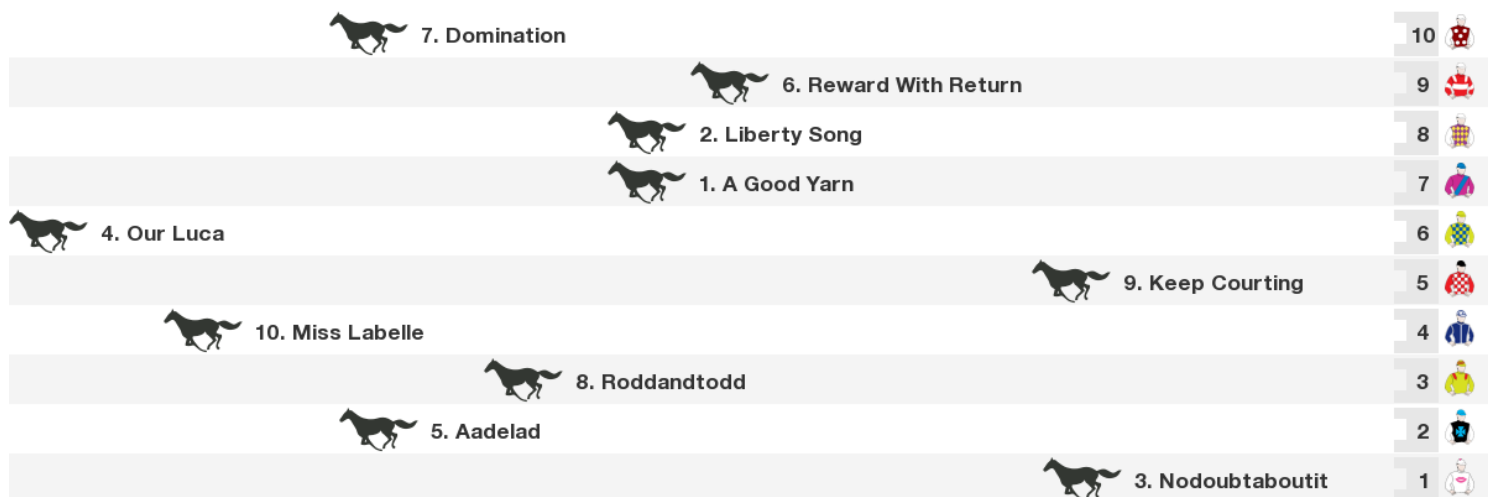 7. Domination 10
6. Reward With Return 9
2. Liberty Song 8
1. A Good Yarn 7
4. Our Luca 6
9. Keep Courting 5
10. Miss Labelle 4
8. Roddandtodd 3
5. Aadelad 2
3. Nodoubtaboutit 1